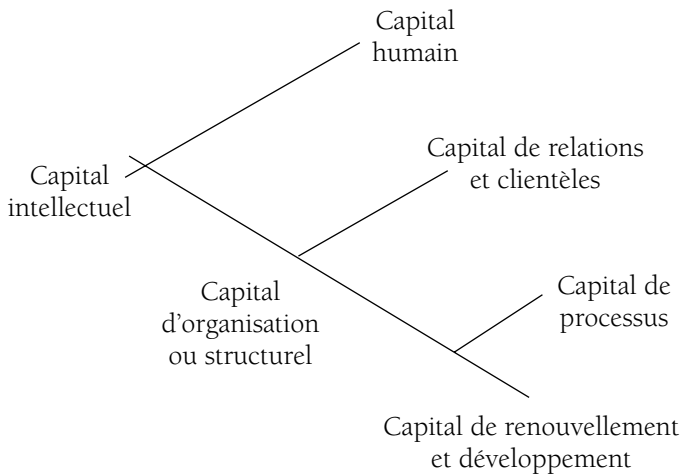 Capital
humain
Capital de relations
et clientèles
Capital
intellectuel
Capital de
processus
Capital
d'organisation
ou structurel
Capital de renouvellement
et développement